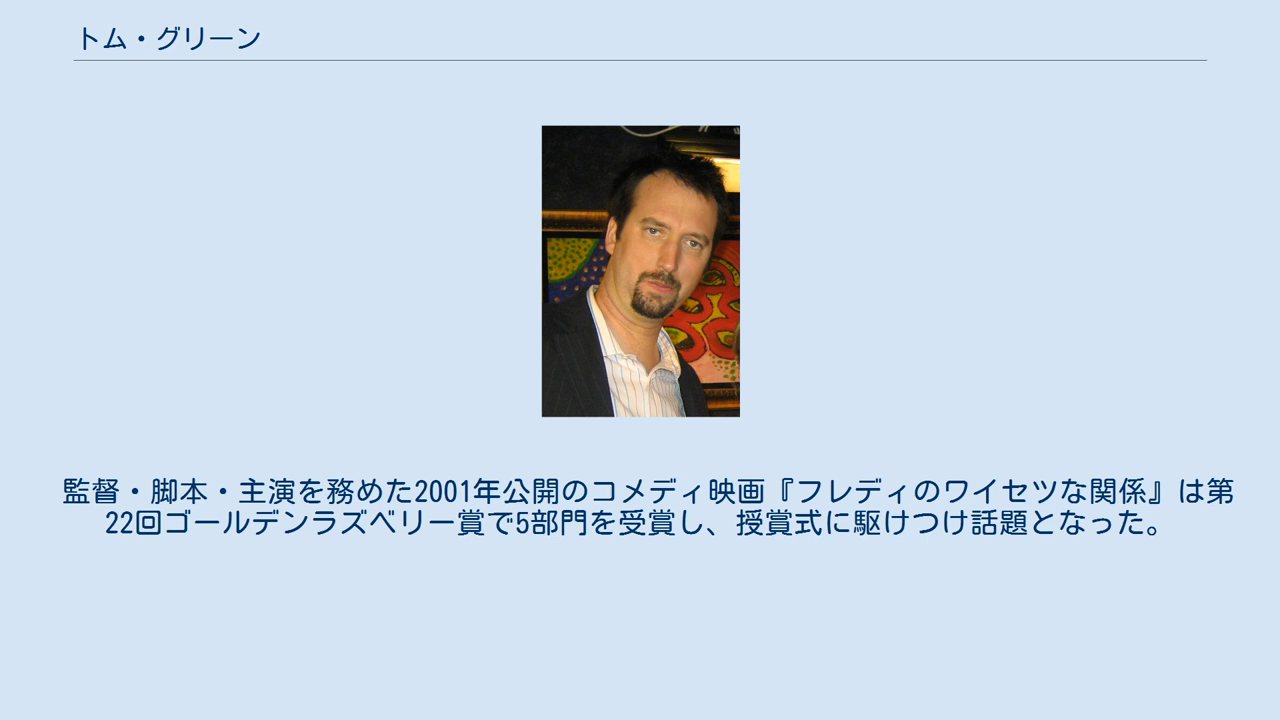 トム・グリーン
監督・脚本・主演を務めた2001年公開のコメディ映画『フレディのワイセツな関係』は第
22回ゴールデンラズベリー賞で5部門を受賞し、授賞式に駆けつけ話題となった。